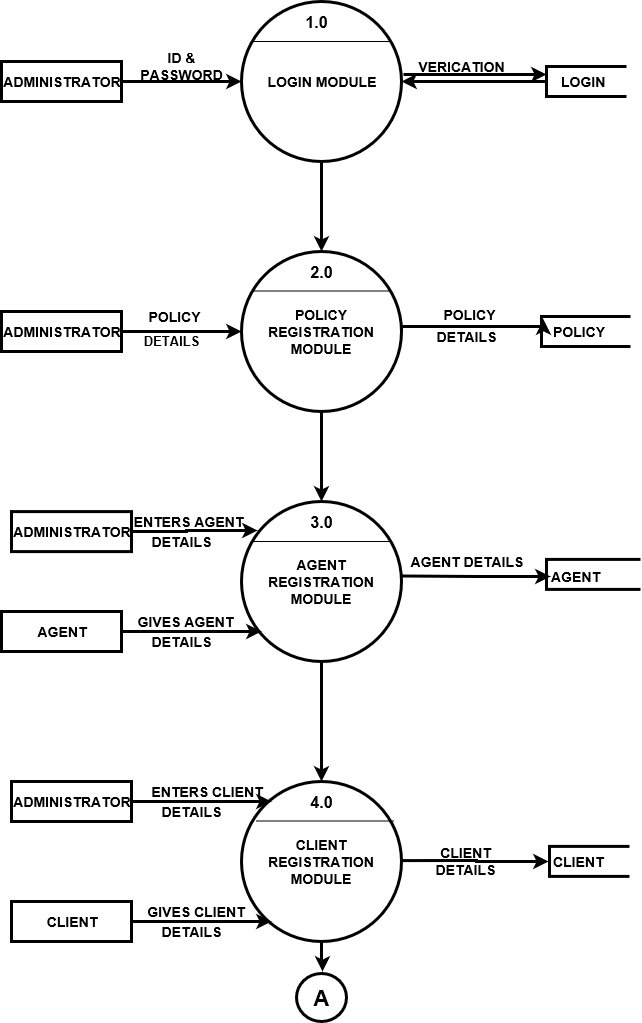 1.0
ID &
PASSWORD
VERICATION
ADMINISTRATOR
LOGIN MODULE
LOGIN
2.0
POLICY
DETAILS
ADMINISTRATOR
POLICY
REGISTRATION
MODULE
POLICY
DETAILS
POLICY
3.0
ENTERS AGENT
DETAILS
ADMINISTRATOR
AGENT
REGISTRATION
MODULE
AGENT DETAILS
AGENT
GIVES AGENT
DETAILS
AGENT
4.0
ENTERS CLIENT
DETAILS
ADMINISTRATOR
CLIENT
REGISTRATION
MODULE
CLIENT
DETAILS
CLIENT
GIVES CLIENT
DETAILS
CLIENT
A